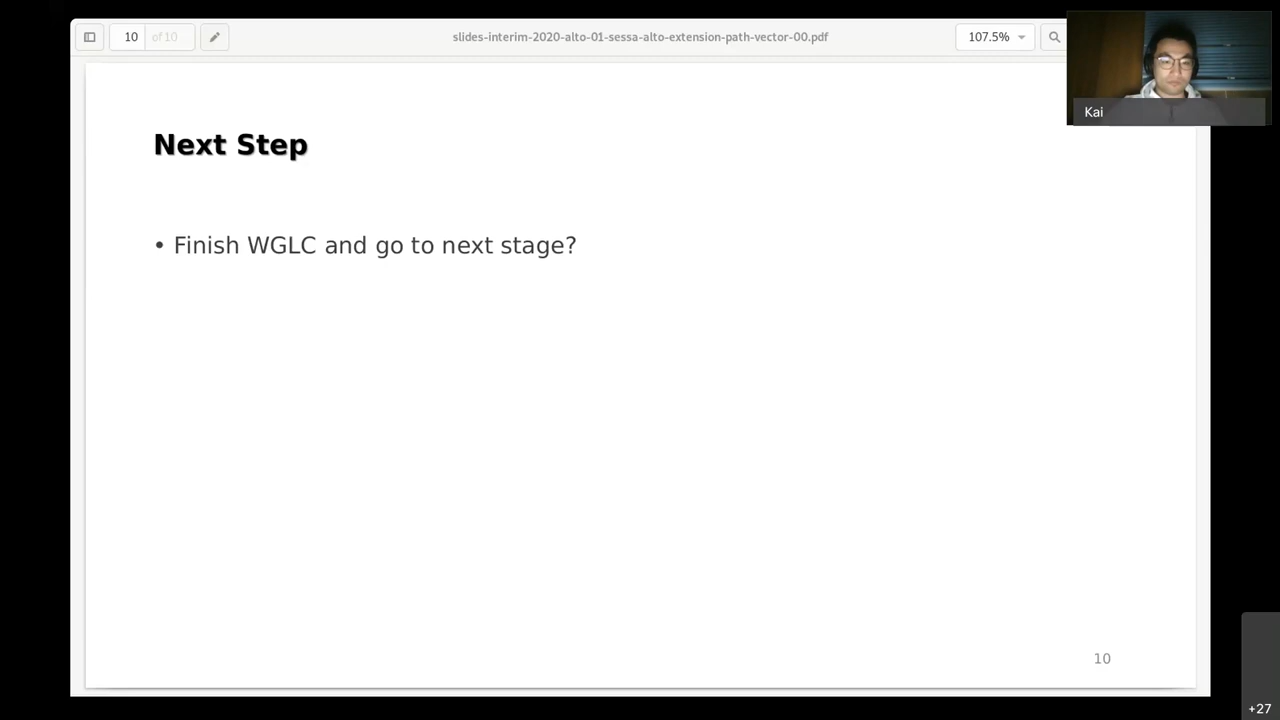 10 of 10
slides-interim-2020-alto-01-sessa-alto-extension-path-vector-00.pdf
107.5%
Kai
Next Step
• Finish WGLC and go to next stage?
10
+27